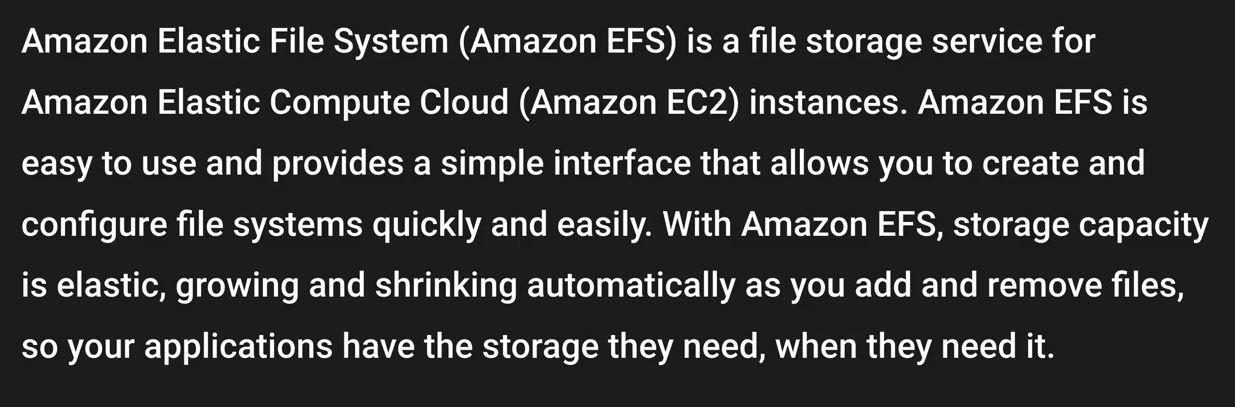 Amazon Elastic File System (Amazon EFS) is a file storage service for
Amazon Elastic Compute Cloud (Amazon EC2) instances. Amazon EFS is
easy to use and provides a simple interface that allows you to create and
configure file systems quickly and easily. With Amazon EFS, storage capacity
is elastic, growing and shrinking automatically as you add and remove files,
so your applications have the storage they need, when they need it.